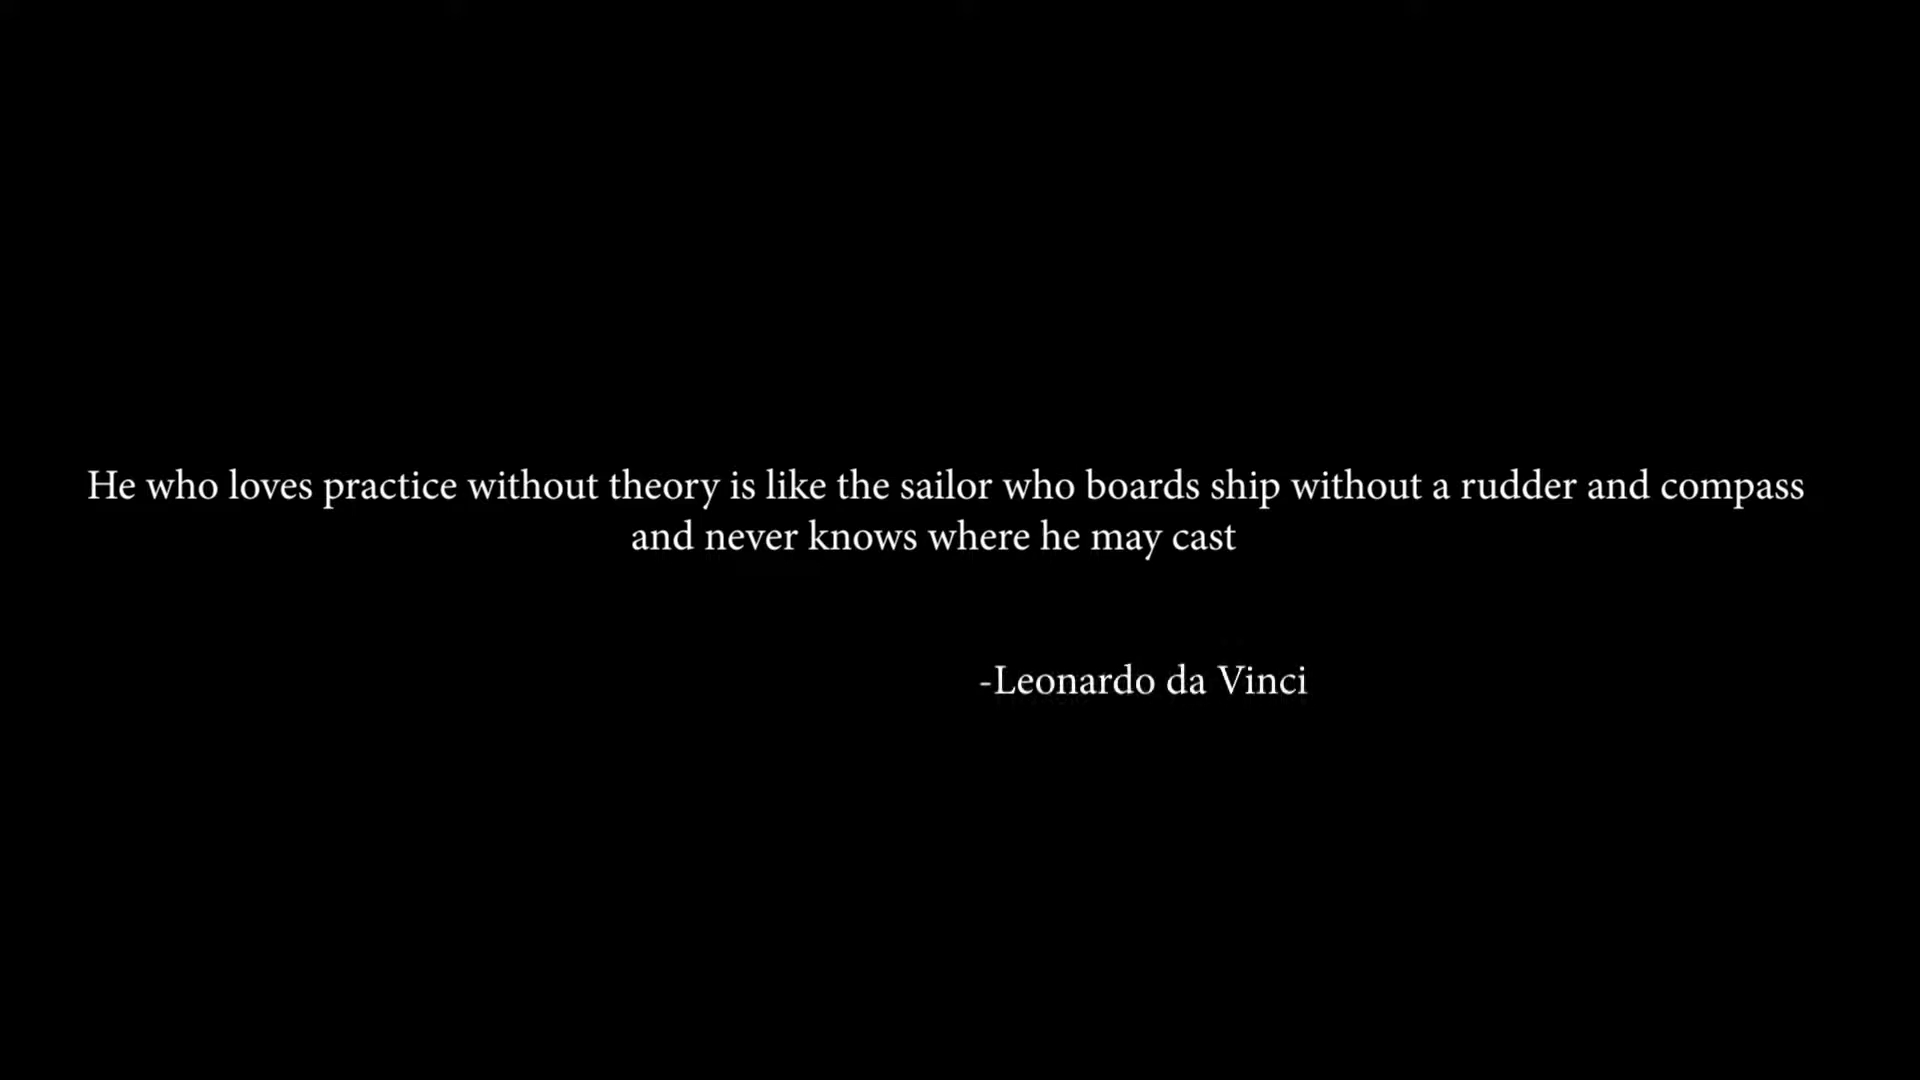 He who loves practice without theory is like the sailor who boards ship without a rudder and compass
and never knows where he may cast
-Leonardo da Vinci